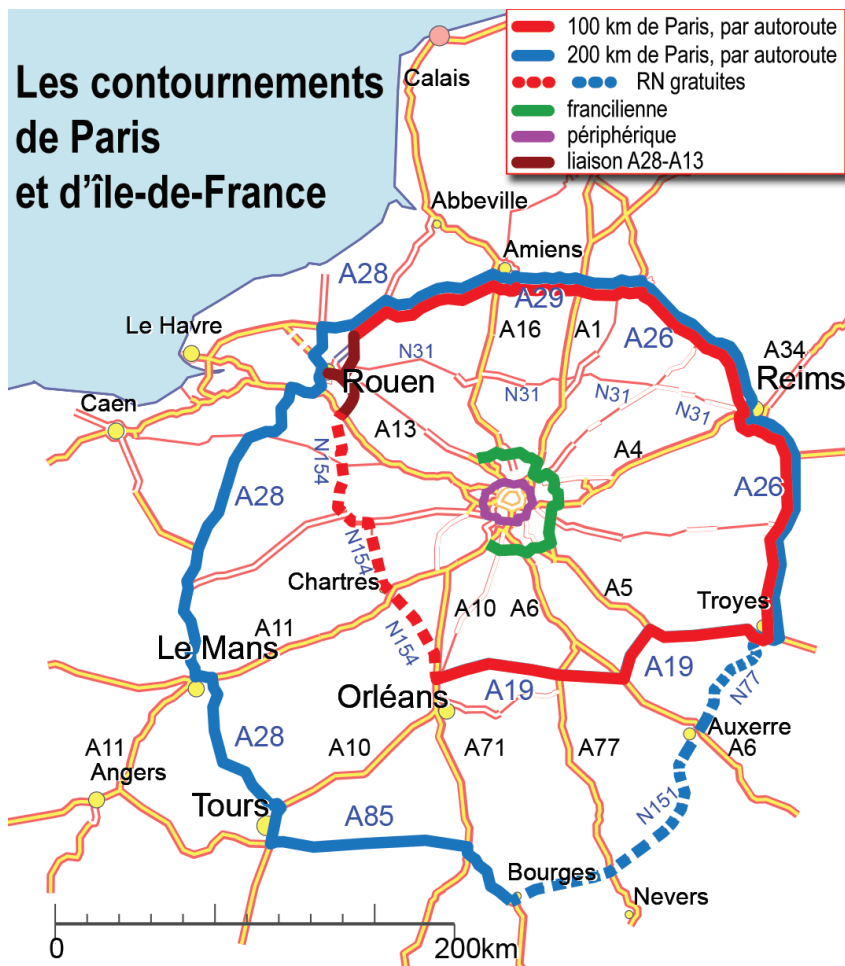 Les contournements
de Paris
et d’île-de-France
100 km de Paris, par autoroute
200 km de Paris, par autoroute
RN gratuites
francilienne
périphérique
liaison A28-A13
Calais
Abbeville
Amiens
A28
A29
Le Havre
A16
A1
A26
A34
N31
Rouen
N31
N31
N31
Reims
Caen
A13
A4
N154
A28
A26
N154
Chartres
A10
A6
A5
Troyes
A11
N154
Le Mans
A19
A19
N77
Orléans
A28
A11
A10
A71
A77
Auxerre
A6
Angers
Tours
A85
N151
Bourges
Nevers
0
200km